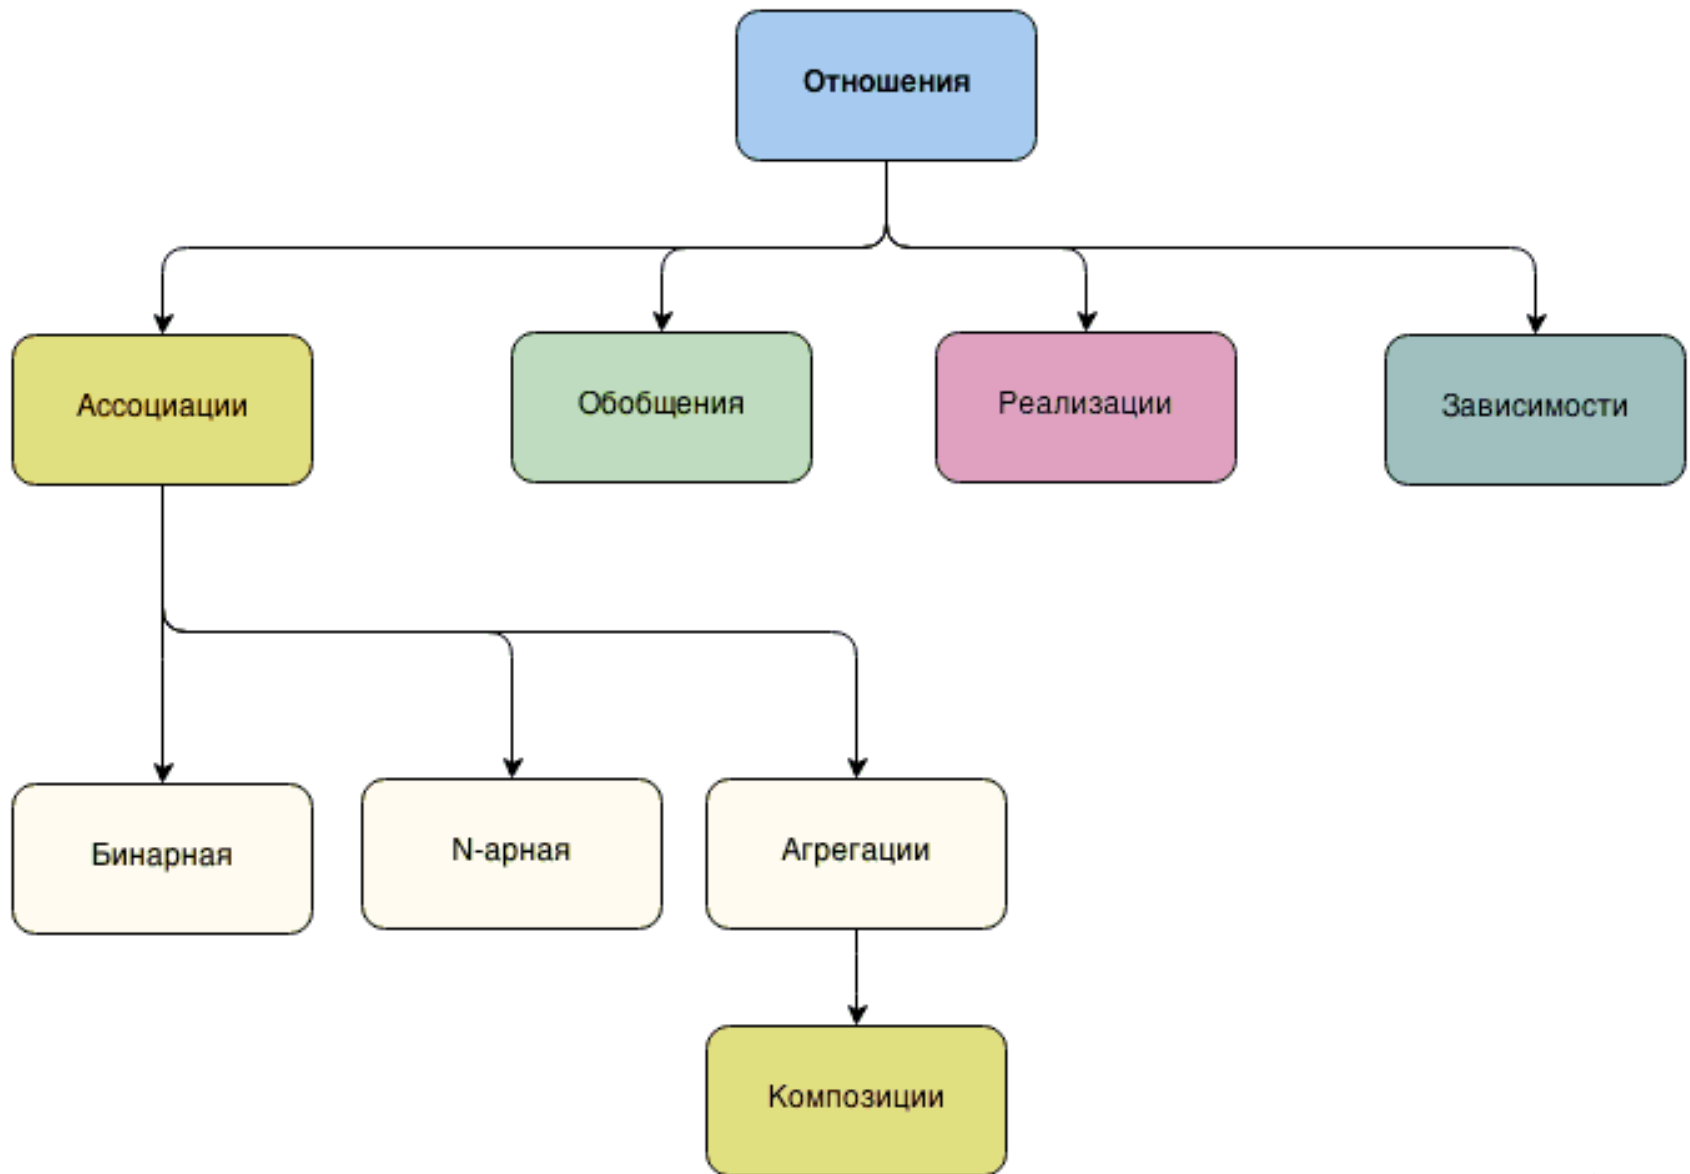 Отношения
Ассоциации
Обобщения
Реализации
Зависимости
Бинарная
N-арная
Агрегации
Композиции